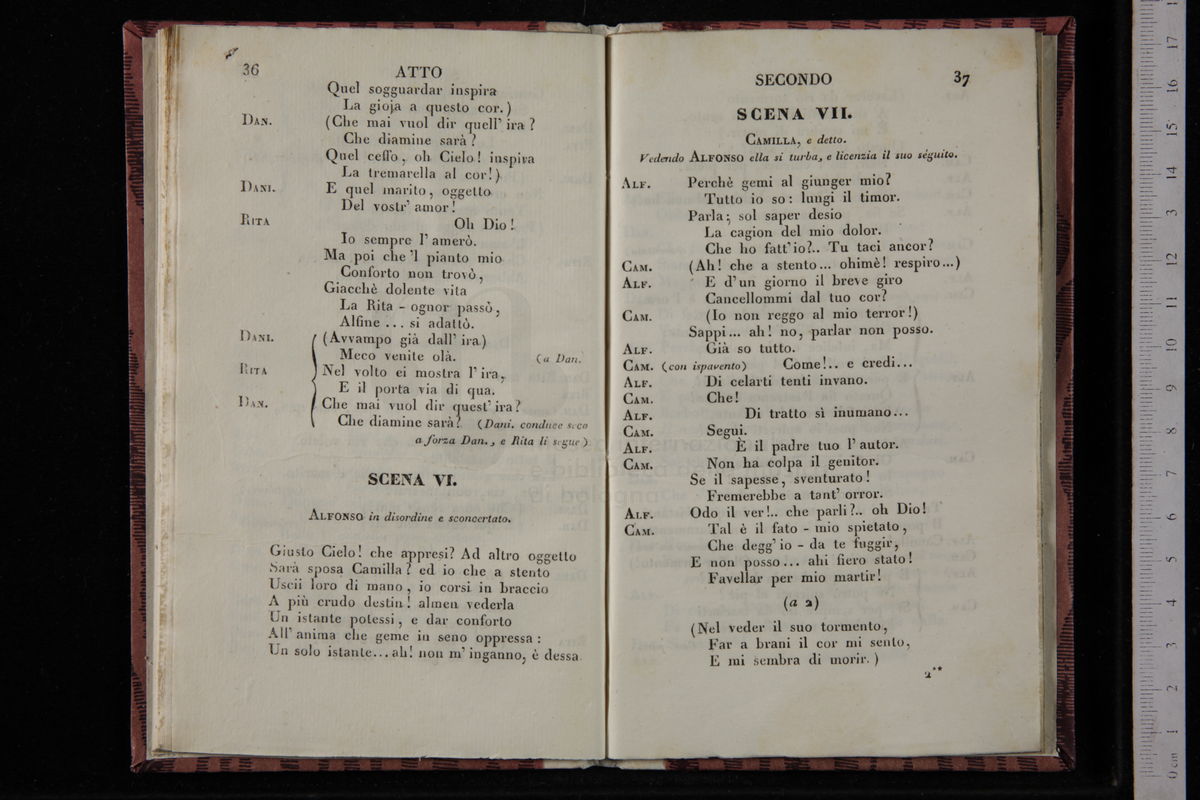 36
ATTO
Quel sogguardar inspira
La gioja a questo cor.)
DAN. (Che mai vuol dir quell' ira?
Che diamine sarà?
Quel ceffo, oh Cielo! inspira
La tremarella al cor!)
DANI. E quel marito, oggetto
Del vostr' amor!
RITA Oh Dio!
Io sempre l' amerò.
Ma poi che 'l pianto mio
Conforto non trovò,
Giacchè dolente vita
La Rita - ognor passò,
Alfine ... si adattò.
DANI. (Avvampo già dall' ira)
Meco venite olà. (a Dan.
RITA Nel volto ei mostra l' ira,
E il porta via di qua.
DAN. Che mai vuol dir quest' ira?
Che diamine sarà? (Dani. conduce seco
a forza Dan., e Rita li segue)
SCENA VI.
ALFONSO in disordine e sconcertato.
Giusto Cielo! che appresi? Ad altro oggetto
Sarà sposa Camilla? ed io che a stento
Uscii loro di mano, io corsi in braccio
A più crudo destin! almen vederla
Un istante potessi, e dar conforto
All' anima che geme in seno oppressa:
Un solo istante... ah! non m' inganno, è dessa
SECONDO
37
SCENA VII.
CAMILLA, e detto.
Vedendo ALFONSO ella si turba, e licenzia il suo séguito.
ALF. Perchè gemi al giunger mio?
Tutto io so: lungi il timor.
Parla; sol saper desio
La cagion del mio dolor.
Che ho fatt' io?.. Tu taci ancor?
CAM. (Ah! che a stento... ohimè! respiro...)
ALF. E d' un giorno il breve giro
Cancellommi dal tuo cor?
CAM. (Io non reggo al mio terror!)
Sappi... ah! no, parlar non posso.
ALF. Già so tutto.
CAM. (con ispavento) Come!.. e credi...
ALF. Di celarti tenti invano.
CAM. Che!
ALF. Di tratto sì inumano...
CAM. Segui.
ALF. È il padre tuo l' autor.
CAM. Non ha colpa il genitor.
Se il sapesse, sventurato!
Fremerebbe a tant' orror.
ALF. Odo il ver!.. che parli?.. oh Dio!
CAM. Tal è il fato - mio spietato,
Che degg' io - da te fuggir,
E non posso... ahi fiero stato!
Favellar per mio martir!
(a 2)
(Nel veder il suo tormento,
Far a brani il cor mi sento,
E mi sembra di morir.)
2**